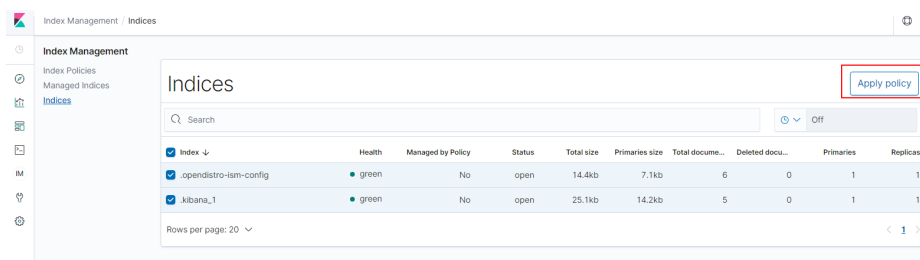 Index Management / Indices
Index Management
Index Policies
Managed Indices
Indices
Indices
Apply policy
Search
Off
Index Health Managed by Policy Status Total size Primaries size Total docume... Deleted docu... Primaries Replicas
.opendistro-ism-config green No open 14.4kb 7.1kb 6 0 1 1
.kibana_1 green No open 25.1kb 14.2kb 5 0 1 1
Rows per page: 20
1
IM